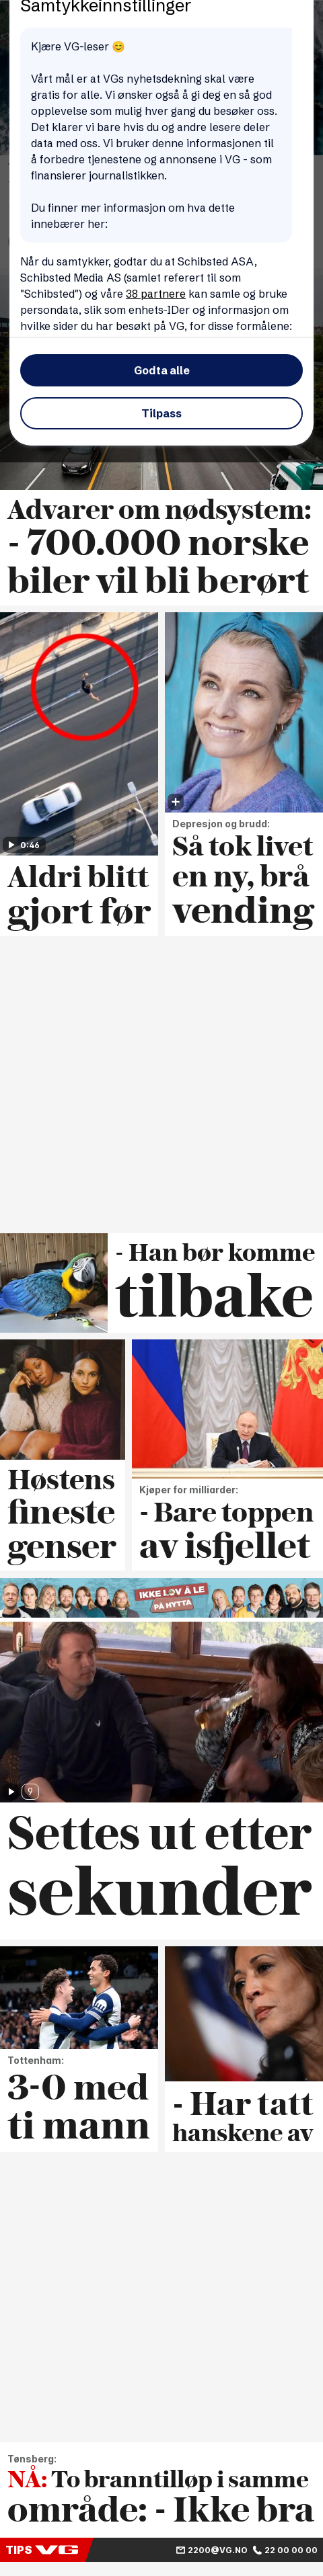 Samtykkeinnstillinger
Kjære VG-leser 😊
Vårt mål er at VGs nyhetsdekning skal være
gratis for alle. Vi ønsker også å gi deg en så god
opplevelse som mulig hver gang du besøker oss.
Det klarer vi bare hvis du og andre lesere deler
data med oss. Vi bruker denne informasjonen til
å forbedre tjenestene og annonsene i VG - som
finansierer journalistikken.
Du finner mer informasjon om hva dette
innebærer her:
Når du samtykker, godtar du at Schibsted ASA,
Schibsted Media AS (samlet referert til som
"Schibsted") og våre 38 partnere kan samle og bruke
persondata, slik som enhets-IDer og informasjon om
hvilke sider du har besøkt på VG, for disse formålene:
Godta alle
Tilpass
Advarer om nødsystem:
- 700.000 norske
biler vil bli berørt
0:46
Aldri blitt
gjort før
Depresjon og brudd:
Så tok livet
en ny, brå
vending
- Han bør komme
tilbake
Høstens
fineste
genser
Kjøper for milliarder:
- Bare toppen
av isfjellet
IKKE LOV Å LE
PÅ HYTTA
9
Settes ut etter
sekunder
Tottenham:
3-0 med
ti mann
- Har tatt
hanskene av
Tønsberg:
NÅ: To branntilløp i samme
område: - Ikke bra
TIPS VG 2200@VG.NO 22 00 00 00